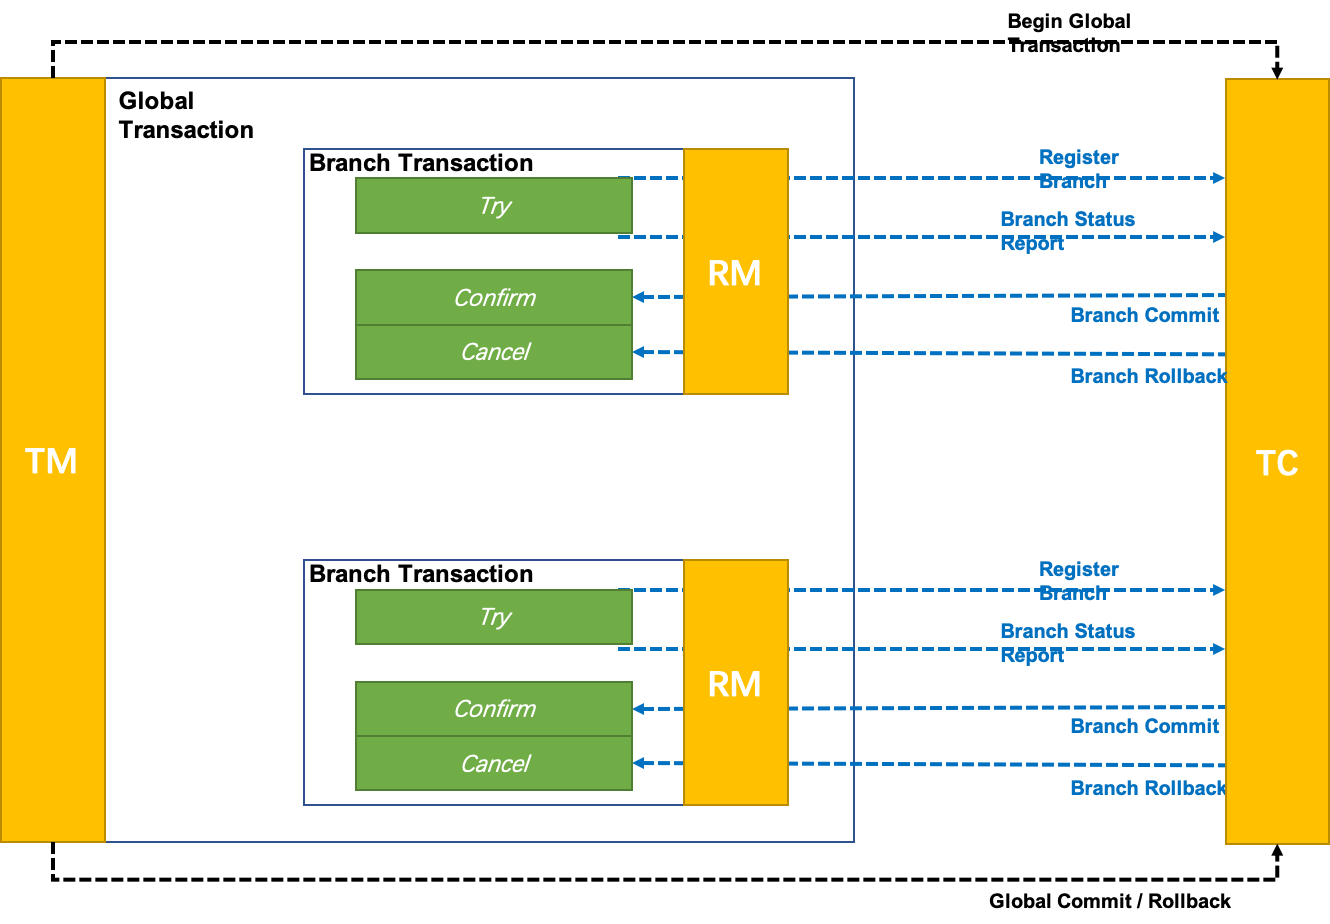 Begin Global
Transaction
Global
Transaction
Branch Transaction
Try
Confirm
Cancel
RM
Register
Branch
Branch Status
Report
Branch Commit
Branch Rollback
TM
TC
Branch Transaction
Try
Confirm
Cancel
RM
Register
Branch
Branch Status
Report
Branch Commit
Branch Rollback
Global Commit / Rollback